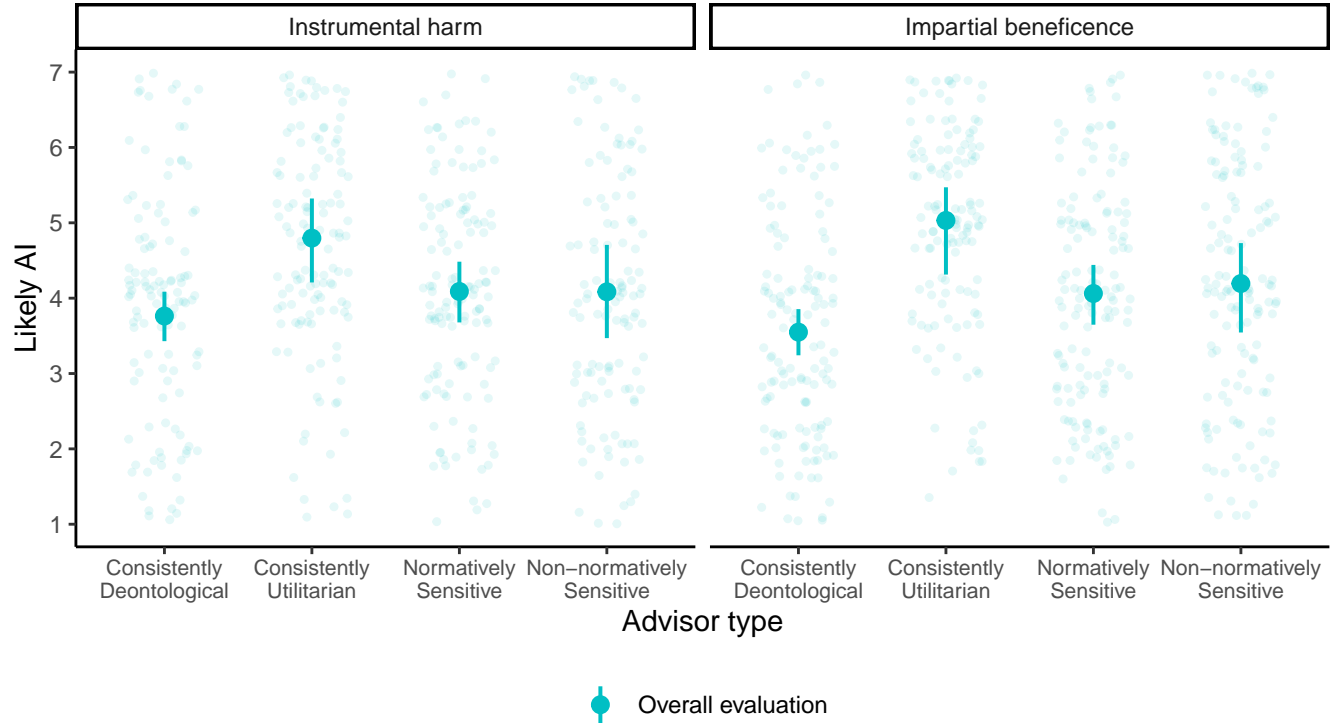 Instrumental harm
Impartial beneficence
Likely AI
7
6
5
4
3
2
1
Consistently
Deontological
Consistently
Utilitarian
Normatively
Sensitive
Non−normatively
Sensitive
Consistently
Deontological
Consistently
Utilitarian
Normatively
Sensitive
Non−normatively
Sensitive
Advisor type
Overall evaluation